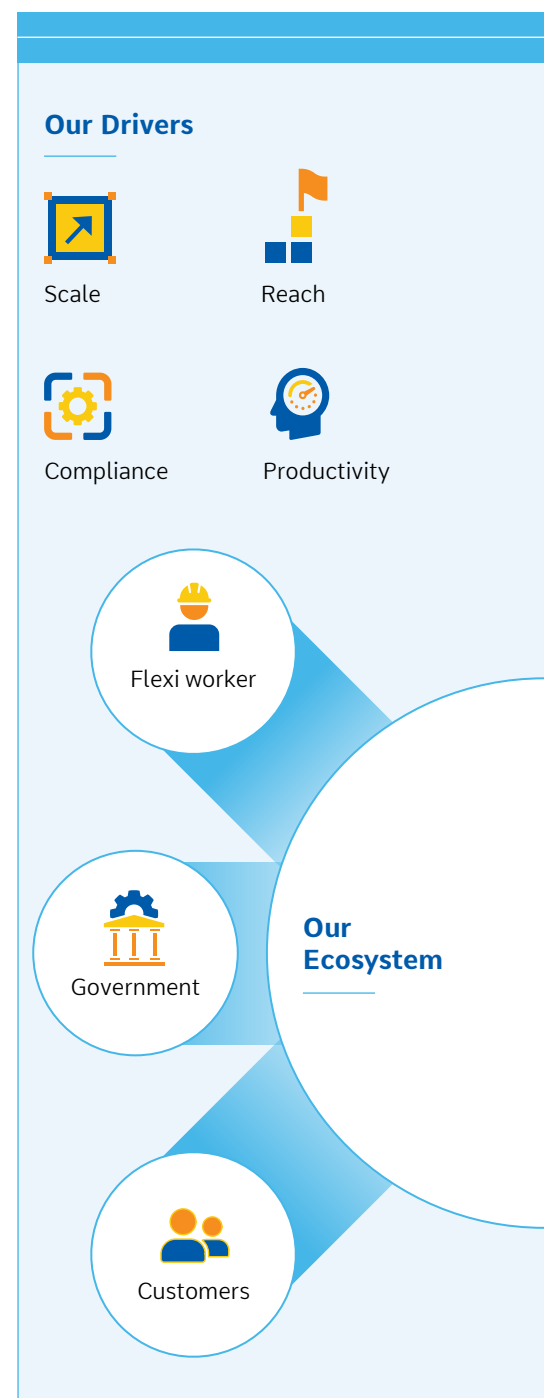 Our Drivers
Scale
Reach
Compliance
Productivity
Flexi worker
Government
Our
Ecosystem
Customers